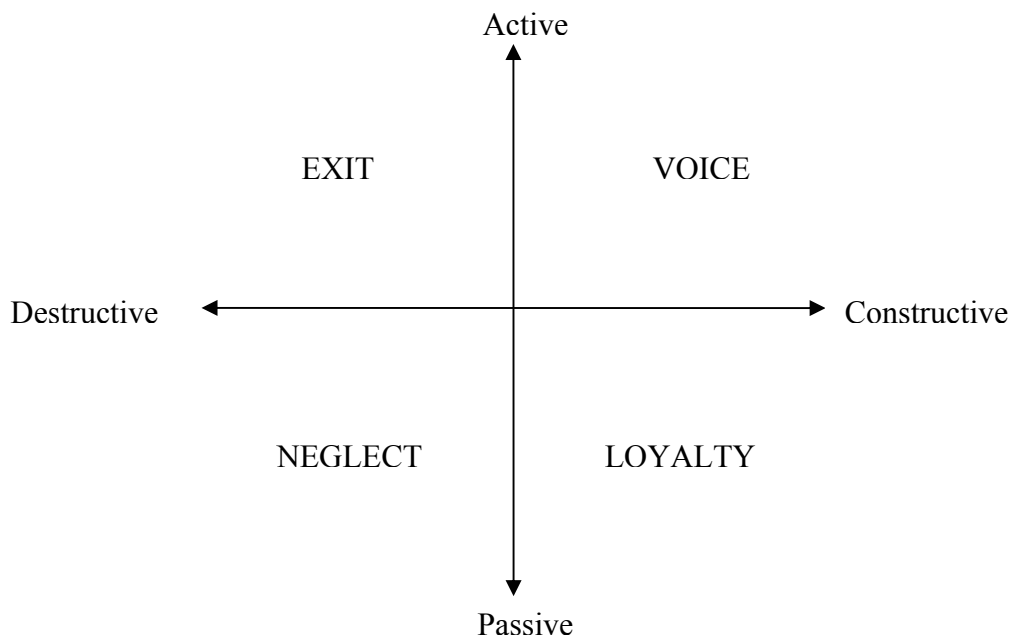 Active
EXIT VOICE
Destructive Constructive
NEGLECT LOYALTY
Passive